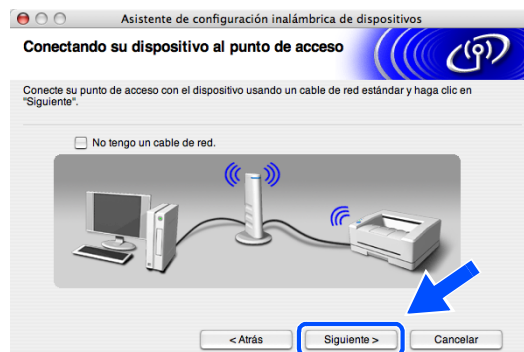 Asistente de configuración inalámbrica de dispositivos
Conectando su dispositivo al punto de acceso
Conecte su punto de acceso con el dispositivo usando un cable de red estándar y haga clic en
"Siguiente".
No tengo un cable de red.
< Atrás
Siguiente >
Cancelar